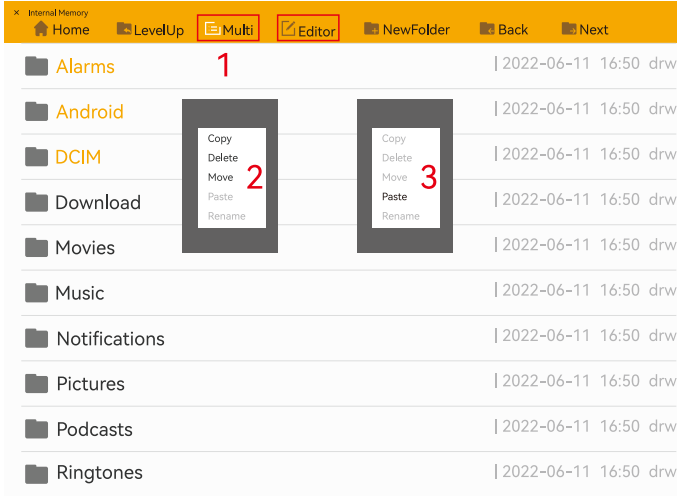 × Internal Memory
Home LevelUp Multi Editor NewFolder Back Next
Alarms | 2022-06-11 16:50 drw
1
Android | 2022-06-11 16:50 drw
DCIM | 2022-06-11 16:50 drw
Download | 2022-06-11 16:50 drw
Movies | 2022-06-11 16:50 drw
Music | 2022-06-11 16:50 drw
Notifications | 2022-06-11 16:50 drw
Pictures | 2022-06-11 16:50 drw
Podcasts | 2022-06-11 16:50 drw
Ringtones | 2022-06-11 16:50 drw
Copy
Delete
Move
Paste
Rename
2
Copy
Delete
Move
Paste
Rename
3